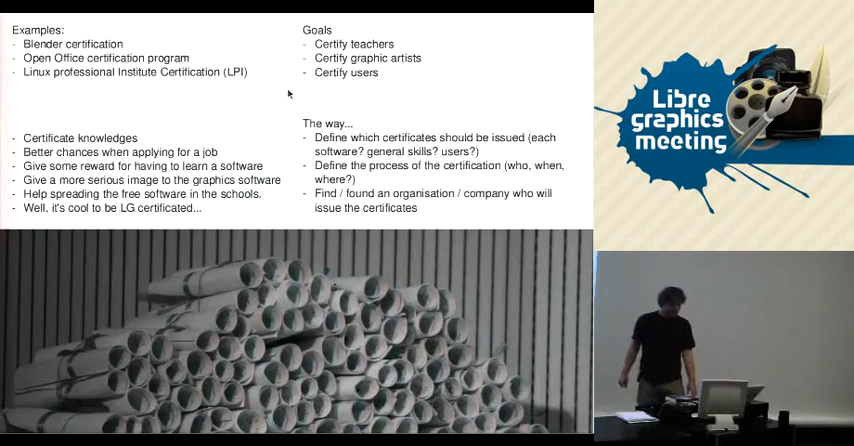 Examples:
- Blender certification
- Open Office certification program
- Linux professional Institute Certification (LPI)
- Certificate knowledges
- Better chances when applying for a job
- Give some reward for having to learn a software
- Give a more serious image to the graphics software
- Help spreading the free software in the schools.
- Well, it's cool to be LG certificated...
Goals
- Certify teachers
- Certify graphic artists
- Certify users
The way...
- Define which certificates should be issued (each
software? general skills? users?)
- Define the process of the certification (who, when,
where?)
- Find / found an organisation / company who will
issue the certificates
Libre
graphics
meeting